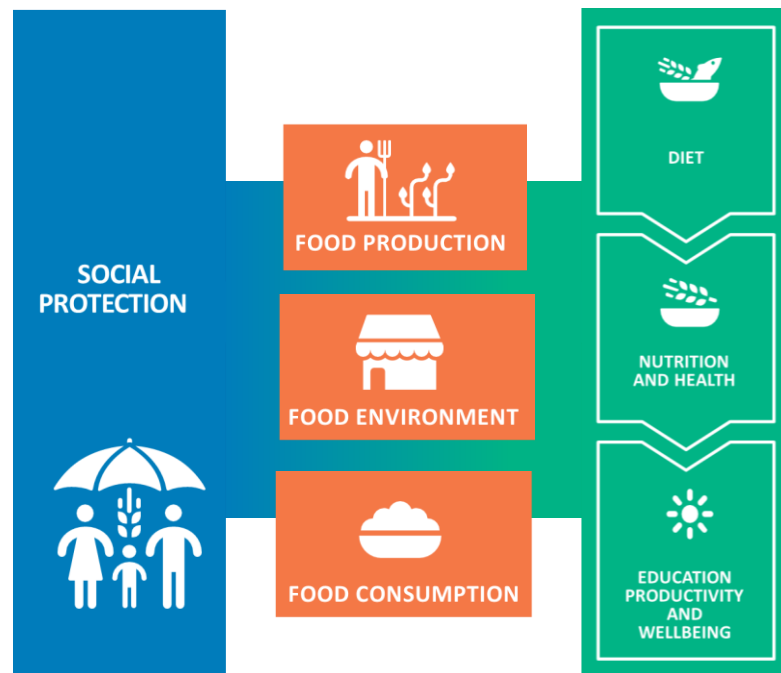 SOCIAL
PROTECTION
FOOD PRODUCTION
FOOD ENVIRONMENT
FOOD CONSUMPTION
DIET
NUTRITION
AND HEALTH
EDUCATION
PRODUCTIVITY
AND
WELLBEING